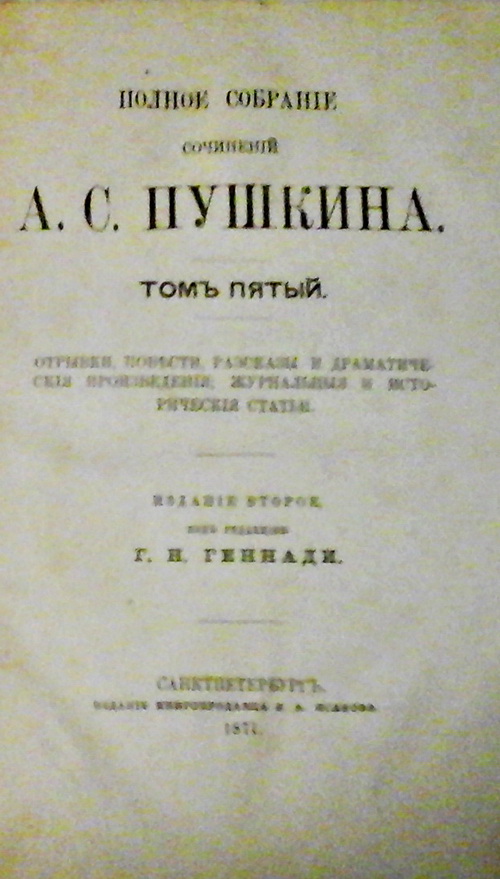 ПОЛНОЕ СОБРАНІЕ
СОЧИНЕНІЙ
А. С. ПУШКИНА.
ТОМЪ ПЯТЫЙ.
ОТРЫВКИ, ПОВѢСТИ, РАЗСКАЗЫ И ДРАМАТИЧЕ-
СКІЯ ПРОИЗВЕДЕНІЯ, ЖУРНАЛЬНЫЯ И ИСТО-
РИЧЕСКІЯ СТАТЬИ.
ИЗДАНІЕ ВТОРОЕ,
ПОДЪ РЕДАКЦІЕЮ
Г. Н. ГЕННАДИ.
САНКТПЕТЕРБУРГЪ.
ИЗДАНІЕ КНИГОПРОДАВЦА Я. А. ИСАКОВА.